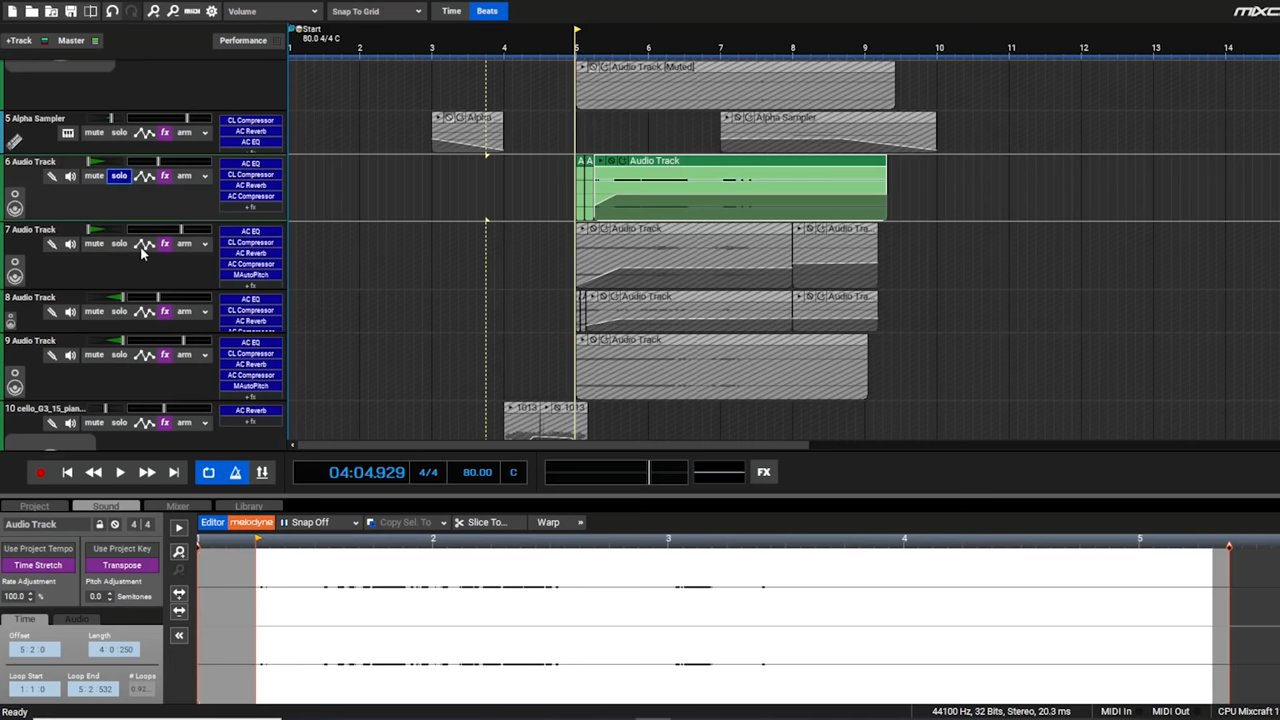 Volume
Snap To Grid
Time
Beats
+Track
Master
Performance
Start
80.0 4/4 C
1 2 3 4 5 6 7 8 9 10 11 12 13 14
Audio Track [Muted]
5 Alpha Sampler
mute solo fx arm
CL Compressor
AC Reverb
AC EQ
Alpha
Alpha Sampler
6 Audio Track
mute solo fx arm
AC EQ
CL Compressor
AC Reverb
AC Compressor
+ fx
A A Audio Track
7 Audio Track
mute solo fx arm
AC EQ
CL Compressor
AC Reverb
AC Compressor
MAutoPitch
+ fx
Audio Track
Audio Tra...
8 Audio Track
mute solo fx arm
AC EQ
CL Compressor
AC Reverb
Audio Track
Audio Tra...
9 Audio Track
mute solo fx arm
AC EQ
CL Compressor
AC Reverb
AC Compressor
MAutoPitch
+ fx
Audio Track
10 cello_G3_15_pian...
mute solo fx arm
AC Reverb
+ fx
1013 1013
04:04.929
4/4
80.00
C
FX
Project
Sound
Mixer
Library
Audio Track
4 4
Editor
melodyne
Snap Off
Copy Sel. To
Slice To...
Warp
»
Use Project Tempo
Use Project Key
Time Stretch
Transpose
Rate Adjustment
Pitch Adjustment
100.0 %
0.0 Semitones
Time
Audio
Offset
Length
5 : 2 : 0
4 : 0 : 250
Loop Start
Loop End
# Loops
1 : 1 : 0
5 : 2 : 532
0.92...
1 2 3 4 5
Ready
44100 Hz, 32 Bits, Stereo, 20.3 ms
MIDI In
MIDI Out
CPU Mixcraft 1